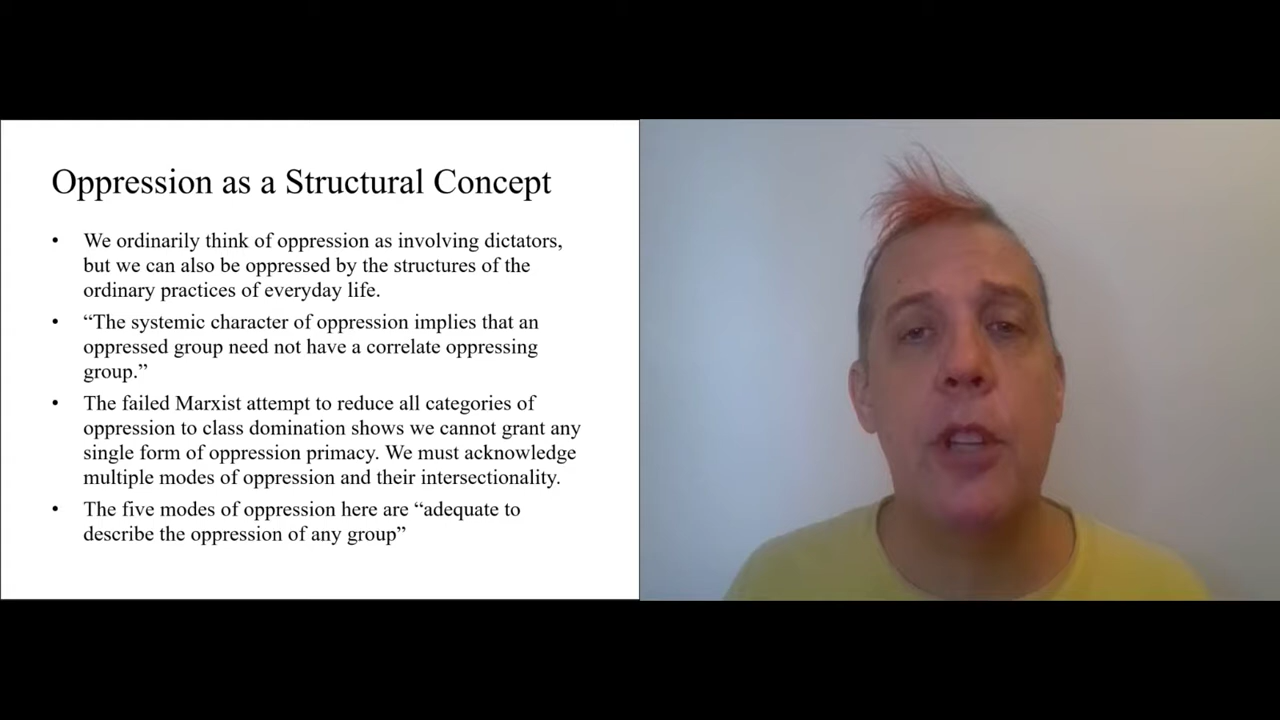 Oppression as a Structural Concept
• We ordinarily think of oppression as involving dictators,
but we can also be oppressed by the structures of the
ordinary practices of everyday life.
• “The systemic character of oppression implies that an
oppressed group need not have a correlate oppressing
group.”
• The failed Marxist attempt to reduce all categories of
oppression to class domination shows we cannot grant any
single form of oppression primacy. We must acknowledge
multiple modes of oppression and their intersectionality.
• The five modes of oppression here are “adequate to
describe the oppression of any group”